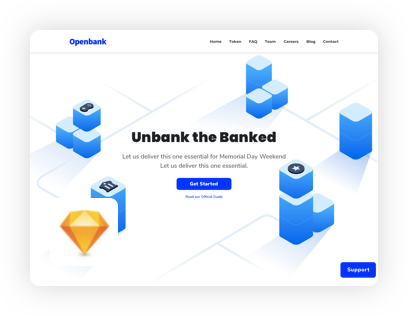 Openbank
Home Token FAQ Team Careers Blog Contact
Unbank the Banked
Let us deliver this one essential for Memorial Day Weekend
Let us deliver this one essential.
Get Started
Read our Official Guide
Support